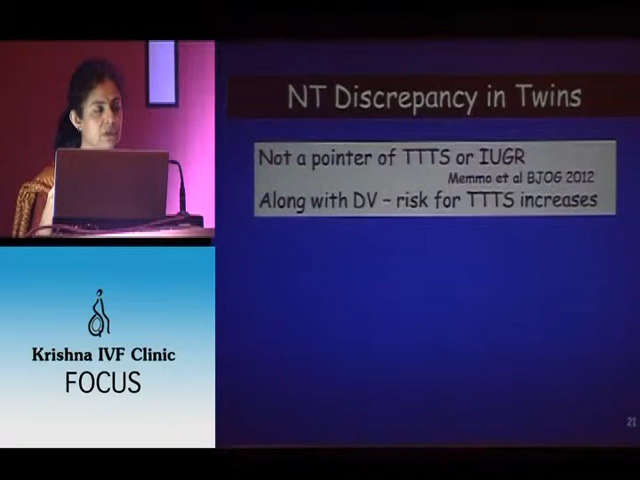 NT Discrepancy in Twins
Not a pointer of TTTS or IUGR
Memmo et al BJOG 2012
Along with DV – risk for TTTS increases
Krishna IVF Clinic
FOCUS
21